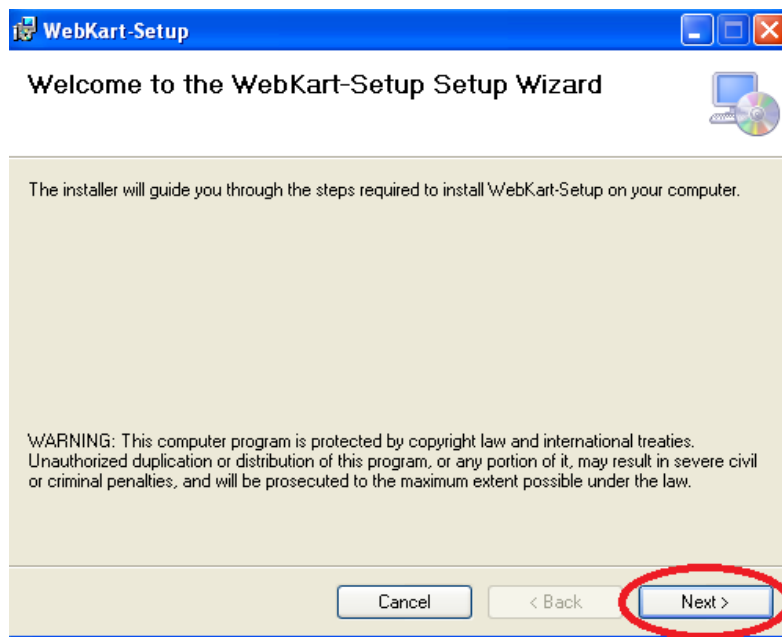 WebKart-Setup
Welcome to the WebKart-Setup Setup Wizard
The installer will guide you through the steps required to install WebKart-Setup on your computer.
WARNING: This computer program is protected by copyright law and international treaties.
Unauthorized duplication or distribution of this program, or any portion of it, may result in severe civil
or criminal penalties, and will be prosecuted to the maximum extent possible under the law.
Cancel < Back Next >